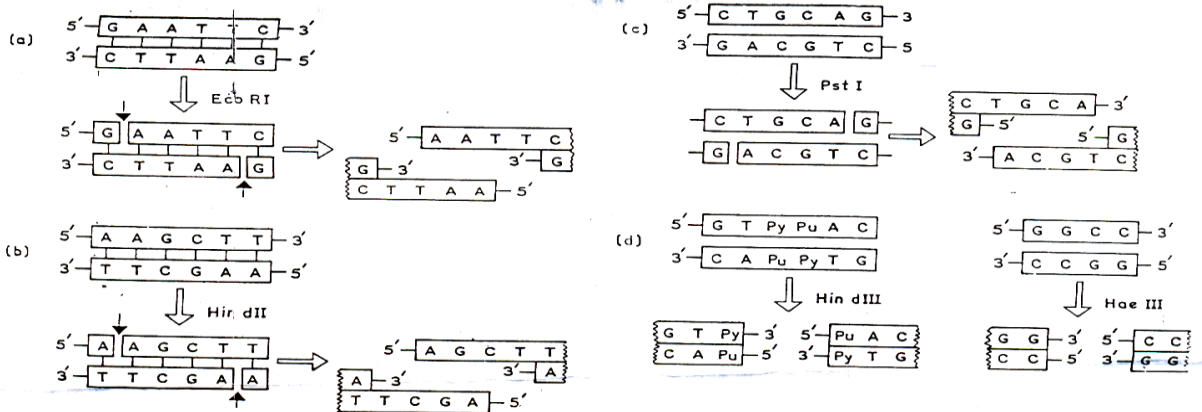 (a)
5′ G A A T T C 3′
3′ C T T A A G 5′
Eco RI
5′ G A A T T C
3′ C T T A A G
5′ A A T T C
3′ G
G 3′
C T T A A 5′
(b)
5′ A A G C T T 3′
3′ T T C G A A 5′
Hin dII
5′ A A G C T T
3′ T T C G A A
5′ A G C T T
3′ A
A 3′
T T C G A 5′
(c)
5′ C T G C A G 3
3′ G A C G T C 5
Pst I
C T G C A G
G A C G T C
C T G C A 3′
G 5′
5′ G
3′ A C G T C
(d)
5′ G T Py Pu A C
3′ C A Pu Py T G
Hin dIII
G T Py 3′ 5′ Pu A C
C A Pu 5′ 3′ Py T G
5′ G G C C 3′
3′ C C G G 5′
Hae III
G G 3′ 5′ C C
C C 5′ 3′ G G